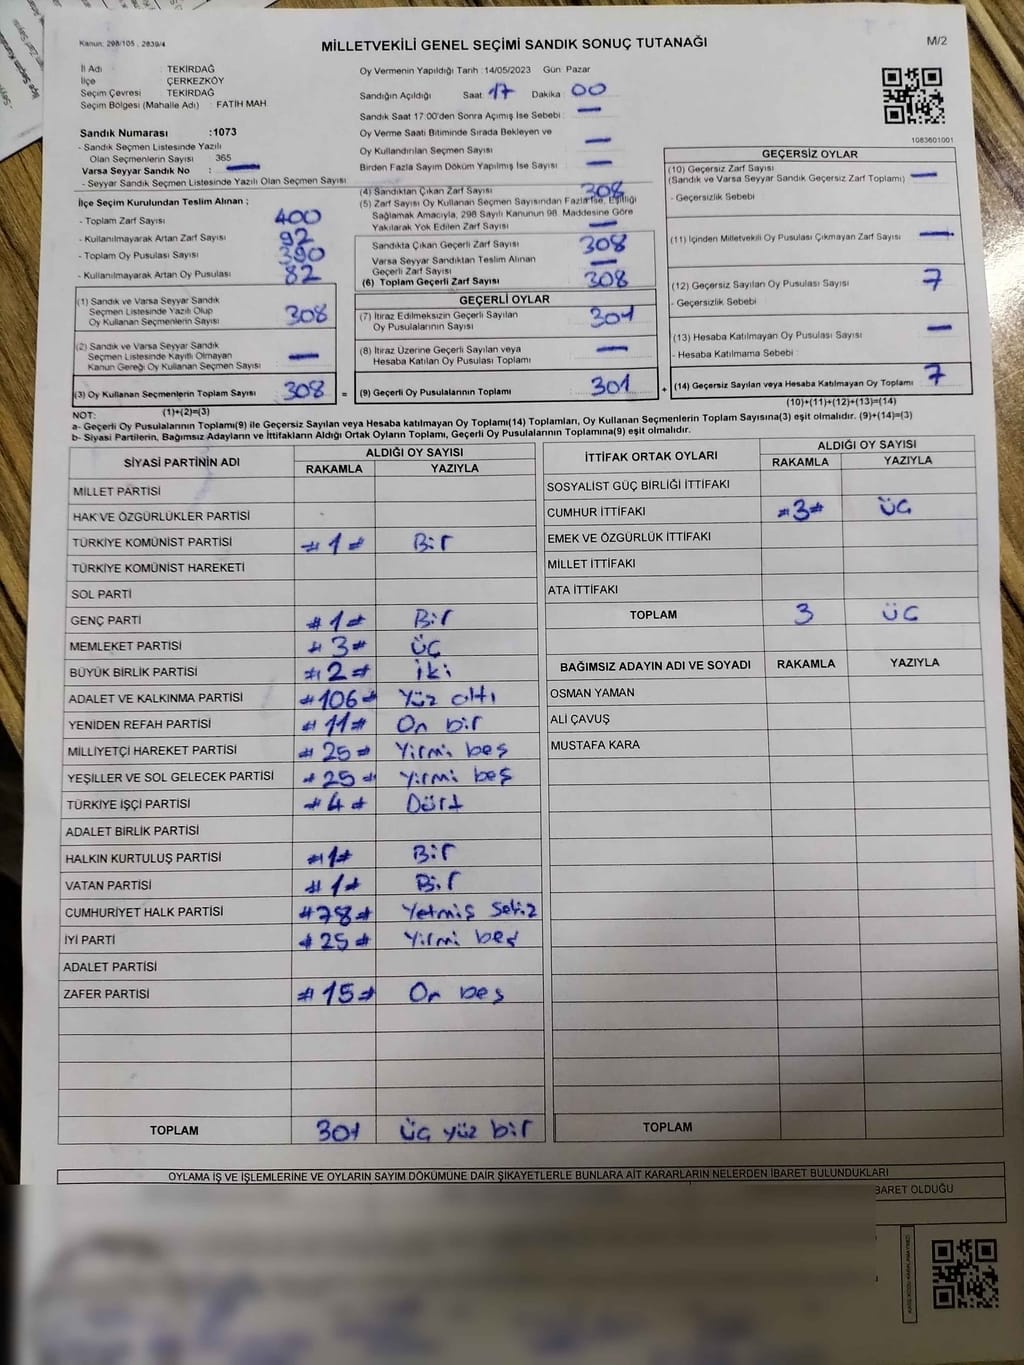 Kanun: 298/105 , 2839/4
MİLLETVEKİLİ GENEL SEÇİMİ SANDIK SONUÇ TUTANAĞI
M/2
İl Adı : TEKİRDAĞ
İlçe : ÇERKEZKÖY
Seçim Çevresi : TEKİRDAĞ
Seçim Bölgesi (Mahalle Adı) : FATİH MAH
Oy Vermenin Yapıldığı Tarih :14/05/2023 Gün: Pazar
Sandığın Açıldığı Saat: 17 Dakika : 00
Sandık Saat 17:00'den Sonra Açımış İse Sebebi : —
Oy Verme Saati Bitiminde Sırada Bekleyen ve
Oy Kullandırılan Seçmen Sayısı : —
Birden Fazla Sayım Döküm Yapılmış İse Sayısı : —
Sandık Numarası :1073
- Sandık Seçmen Listesinde Yazılı
Olan Seçmenlerin Sayısı 365
Varsa Seyyar Sandık No : —
- Seyyar Sandık Seçmen Listesinde Yazılı Olan Seçmen Sayısı
İlçe Seçim Kurulundan Teslim Alınan ;
- Toplam Zarf Sayısı : 400
- Kullanılmayarak Artan Zarf Sayısı : 92
- Toplam Oy Pusulası Sayısı : 390
- Kullanılmayarak Artan Oy Pusulası : 82
(1) Sandık ve Varsa Seyyar Sandık
Seçmen Listesinde Yazılı Olup
Oy Kullanan Seçmenlerin Sayısı : 308
(2) Sandık ve Varsa Seyyar Sandık
Seçmen Listesinde Kayıtlı Olmayan
Kanun Gereği Oy Kullanan Seçmen Sayısı : —
(3) Oy Kullanan Seçmenlerin Toplam Sayısı : 308 =
(1)+(2)=(3)
(4) Sandıktan Çıkan Zarf Sayısı : 308
(5) Zarf Sayısı Oy Kullanan Seçmen Sayısından Fazla İse, Eşitliği
Sağlamak Amacıyla, 298 Sayılı Kanunun 98. Maddesine Göre
Yakılarak Yok Edilen Zarf Sayısı : —
Sandıkta Çıkan Geçerli Zarf Sayısı : 308
Varsa Seyyar Sandıktan Teslim Alınan
Geçerli Zarf Sayısı : —
(6) Toplam Geçerli Zarf Sayısı : 308
GEÇERLİ OYLAR
(7) İtiraz Edilmeksizin Geçerli Sayılan
Oy Pusulalarının Sayısı : 301
(8) İtiraz Üzerine Geçerli Sayılan veya
Hesaba Katılan Oy Pusulası Toplamı : —
(9) Geçerli Oy Pusulalarının Toplamı : 301 +
1083601001
GEÇERSİZ OYLAR
(10) Geçersiz Zarf Sayısı
(Sandık ve Varsa Seyyar Sandık Geçersiz Zarf Toplamı) : —
- Geçersizlik Sebebi :
(11) İçinden Milletvekili Oy Pusulası Çıkmayan Zarf Sayısı : —
(12) Geçersiz Sayılan Oy Pusulası Sayısı : 7
- Geçersizlik Sebebi :
(13) Hesaba Katılmayan Oy Pusulası Sayısı : —
- Hesaba Katılmama Sebebi :
(14) Geçersiz Sayılan veya Hesaba Katılmayan Oy Toplamı : 7
(10)+(11)+(12)+(13)=(14)
NOT:
a- Geçerli Oy Pusulalarının Toplamı(9) ile Geçersiz Sayılan veya Hesaba katılmayan Oy Toplamı(14) Toplamları, Oy Kullanan Seçmenlerin Toplam Sayısına(3) eşit olmalıdır. (9)+(14)=(3)
b- Siyasi Partilerin, Bağımsız Adayların ve İttifakların Aldığı Ortak Oyların Toplamı, Geçerli Oy Pusulalarının Toplamına(9) eşit olmalıdır.
SİYASİ PARTİNİN ADI ALDIĞI OY SAYISI
RAKAMLA YAZIYLA
MİLLET PARTİSİ
HAK VE ÖZGÜRLÜKLER PARTİSİ
TÜRKİYE KOMÜNİST PARTİSİ #1# Bir
TÜRKİYE KOMÜNİST HAREKETİ
SOL PARTİ
GENÇ PARTİ #1# Bir
MEMLEKET PARTİSİ #3# Üç
BÜYÜK BİRLİK PARTİSİ #2# İki
ADALET VE KALKINMA PARTİSİ #106# Yüz altı
YENİDEN REFAH PARTİSİ #11# On bir
MİLLİYETÇİ HAREKET PARTİSİ #25# Yirmi beş
YEŞİLLER VE SOL GELECEK PARTİSİ #25# Yirmi beş
TÜRKİYE İŞÇİ PARTİSİ #4# Dört
ADALET BİRLİK PARTİSİ
HALKIN KURTULUŞ PARTİSİ #1# Bir
VATAN PARTİSİ #1# Bir
CUMHURİYET HALK PARTİSİ #78# Yetmiş Sekiz
İYİ PARTİ #25# Yirmi beş
ADALET PARTİSİ
ZAFER PARTİSİ #15# On beş
TOPLAM 301 Üç yüz bir
İTTİFAK ORTAK OYLARI ALDIĞI OY SAYISI
RAKAMLA YAZIYLA
SOSYALİST GÜÇ BİRLİĞİ İTTİFAKI
CUMHUR İTTİFAKI #3# Üç
EMEK VE ÖZGÜRLÜK İTTİFAKI
MİLLET İTTİFAKI
ATA İTTİFAKI
TOPLAM 3 Üç
BAĞIMSIZ ADAYIN ADI VE SOYADI RAKAMLA YAZIYLA
OSMAN YAMAN
ALİ ÇAVUŞ
MUSTAFA KARA
TOPLAM
OYLAMA İŞ VE İŞLEMLERİNE VE OYLARIN SAYIM DÖKÜMÜNE DAİR ŞİKAYETLERLE BUNLARA AİT KARARLARIN NELERDEN İBARET BULUNDUKLARI
BARET OLDUĞU